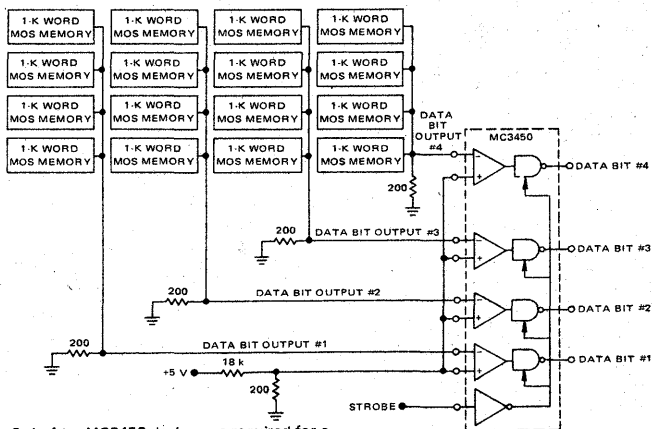 1-K WORD MOS MEMORY 1-K WORD MOS MEMORY 1-K WORD MOS MEMORY 1-K WORD MOS MEMORY
1-K WORD MOS MEMORY 1-K WORD MOS MEMORY 1-K WORD MOS MEMORY 1-K WORD MOS MEMORY
1-K WORD MOS MEMORY 1-K WORD MOS MEMORY 1-K WORD MOS MEMORY 1-K WORD MOS MEMORY
1-K WORD MOS MEMORY 1-K WORD MOS MEMORY 1-K WORD MOS MEMORY 1-K WORD MOS MEMORY
DATA
BIT
OUTPUT
#4
MC3450
DATA BIT #4
200
200
DATA BIT OUTPUT #3
DATA BIT #3
200
DATA BIT OUTPUT #2
DATA BIT #2
200
DATA BIT OUTPUT #1
DATA BIT #1
+5 V
18 k
200
STROBE
MC3450